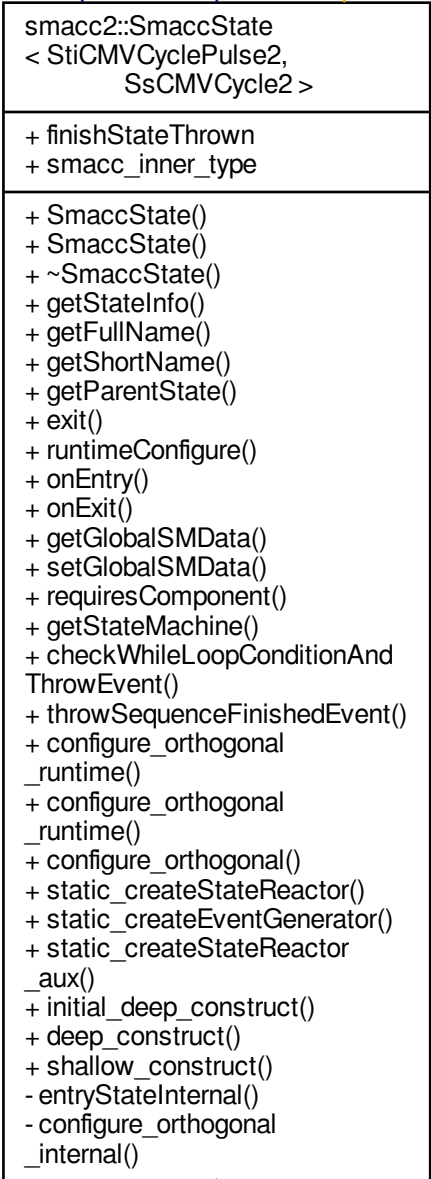 smacc2::SmaccState
< StiCMVCyclePulse2,
SsCMVCycle2 >
+ finishStateThrown
+ smacc_inner_type
+ SmaccState()
+ SmaccState()
+ ~SmaccState()
+ getStateInfo()
+ getFullName()
+ getShortName()
+ getParentState()
+ exit()
+ runtimeConfigure()
+ onEntry()
+ onExit()
+ getGlobalSMData()
+ setGlobalSMData()
+ requiresComponent()
+ getStateMachine()
+ checkWhileLoopConditionAnd
ThrowEvent()
+ throwSequenceFinishedEvent()
+ configure_orthogonal
_runtime()
+ configure_orthogonal
_runtime()
+ configure_orthogonal()
+ static_createStateReactor()
+ static_createEventGenerator()
+ static_createStateReactor
_aux()
+ initial_deep_construct()
+ deep_construct()
+ shallow_construct()
- entryStateInternal()
- configure_orthogonal
_internal()